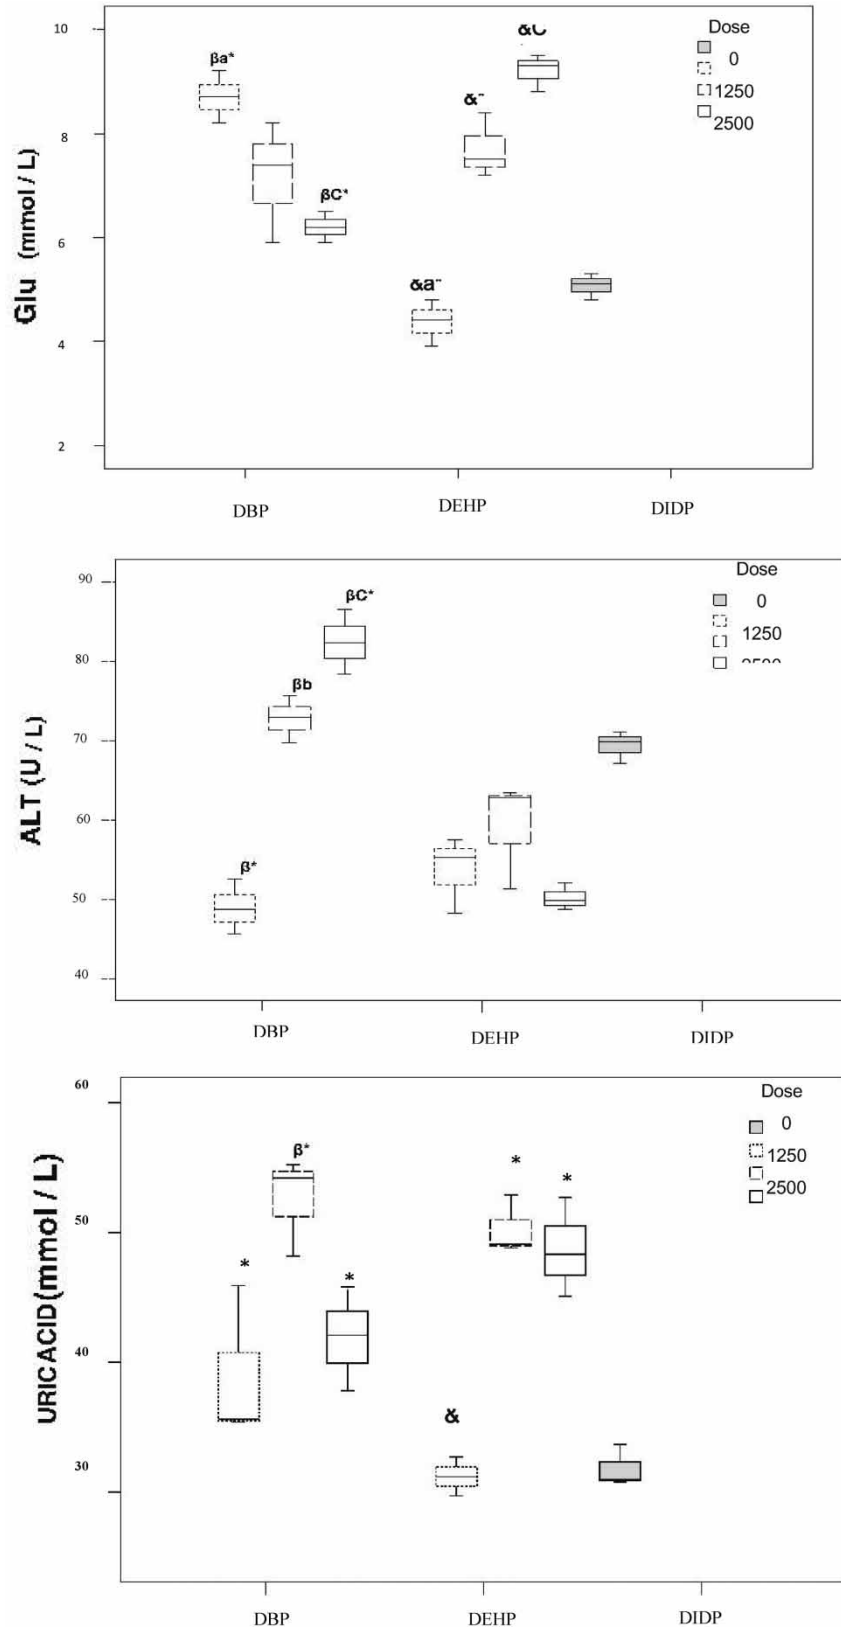 &C
Dose
10
0
βa*
1250
&¨
2500
8
βC*
6
&a¨
4
2
Glu (mmol / L)
DBP
DEHP
DIDP
Dose
90
0
βC*
1250
80
βb
70
60
β*
50
40
ALT (U / L)
DBP
DEHP
DIDP
60
Dose
0
β*
1250
*
*
2500
50
*
*
40
&
30
URICACID(mmol / L)
DBP
DEHP
DIDP